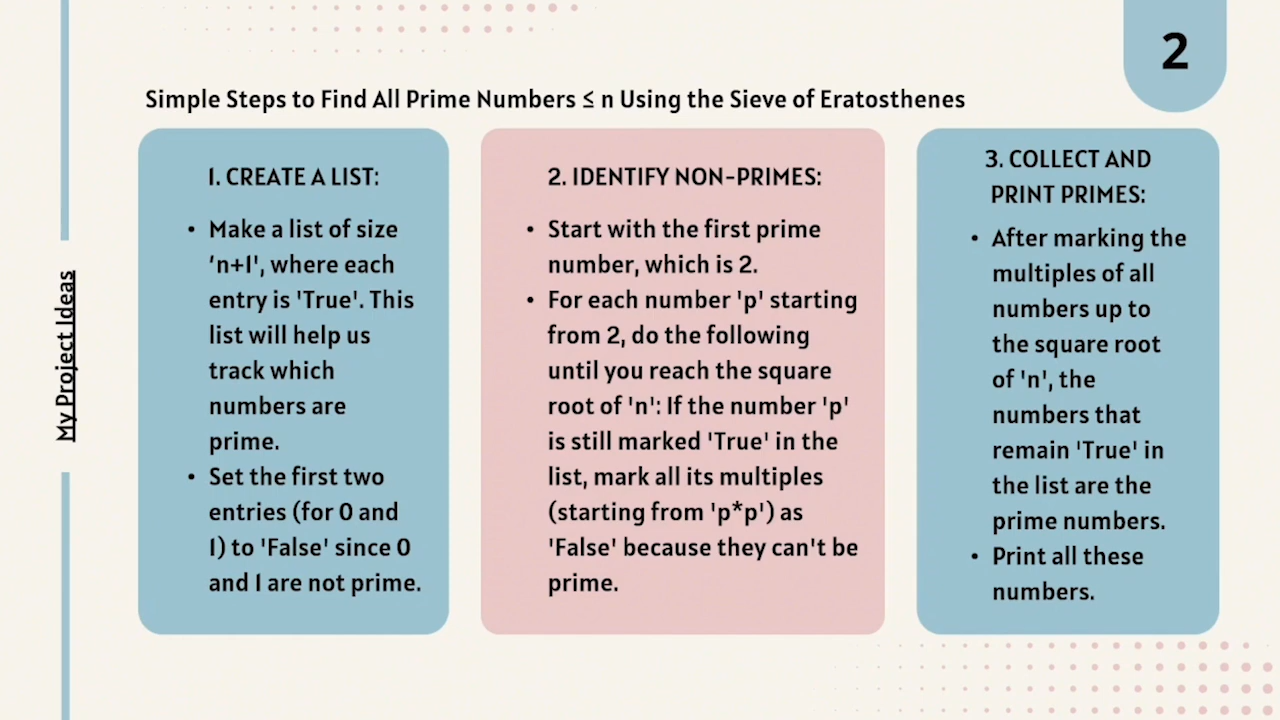 2
Simple Steps to Find All Prime Numbers ≤ n Using the Sieve of Eratosthenes
My Project Ideas
1. CREATE A LIST:
• Make a list of size
‘n+1', where each
entry is 'True'. This
list will help us
track which
numbers are
prime.
• Set the first two
entries (for 0 and
1) to 'False' since 0
and 1 are not prime.
2. IDENTIFY NON-PRIMES:
• Start with the first prime
number, which is 2.
• For each number 'p' starting
from 2, do the following
until you reach the square
root of 'n': If the number 'p'
is still marked 'True' in the
list, mark all its multiples
(starting from 'p*p') as
'False' because they can't be
prime.
3. COLLECT AND
PRINT PRIMES:
• After marking the
multiples of all
numbers up to
the square root
of 'n', the
numbers that
remain 'True' in
the list are the
prime numbers.
• Print all these
numbers.